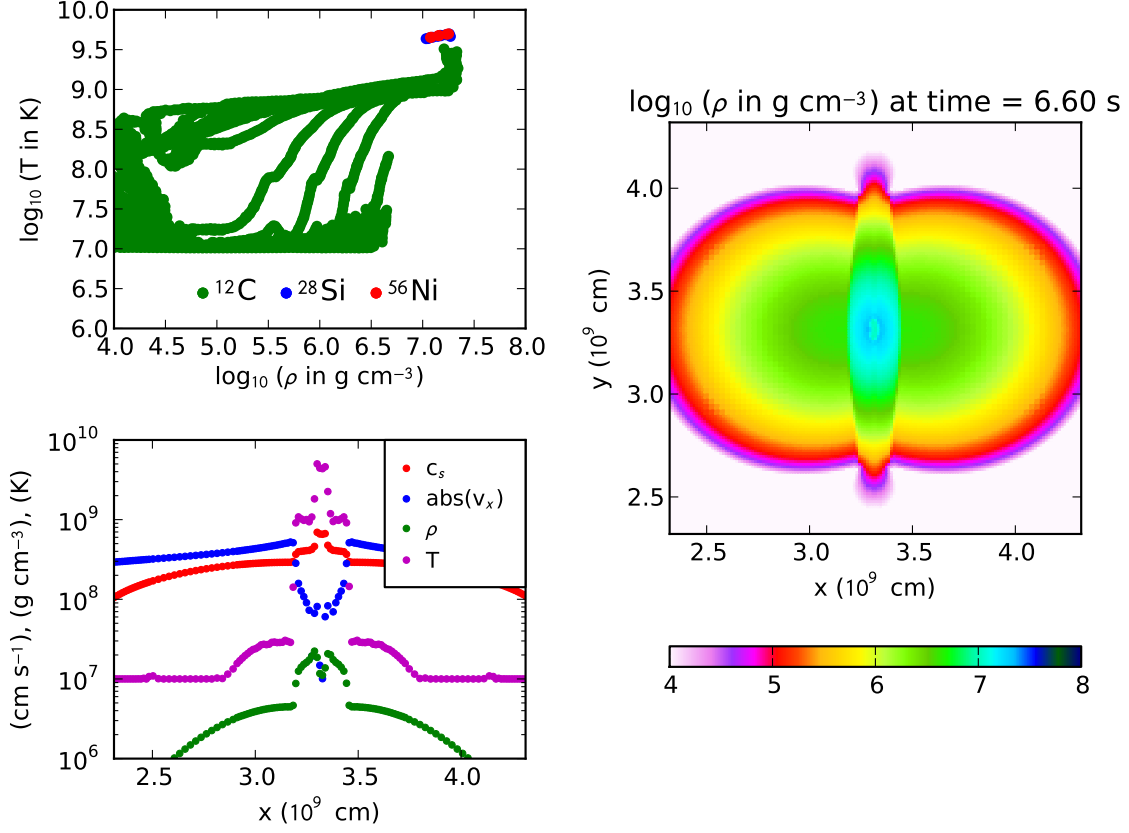 10.0
9.5
9.0
8.5
8.0
7.5
7.0
6.5
6.0
log₁₀ (T in K)
¹²C ²⁸Si ⁵⁶Ni
4.0 4.5 5.0 5.5 6.0 6.5 7.0 7.5 8.0
log₁₀ (ρ in g cm⁻³)
log₁₀ (ρ in g cm⁻³) at time = 6.60 s
4.0
3.5
3.0
2.5
y (10⁹ cm)
2.5 3.0 3.5 4.0
x (10⁹ cm)
4 5 6 7 8
10¹⁰
10⁹
10⁸
10⁷
10⁶
(cm s⁻¹), (g cm⁻³), (K)
cₛ
abs(vₓ)
ρ
T
2.5 3.0 3.5 4.0
x (10⁹ cm)